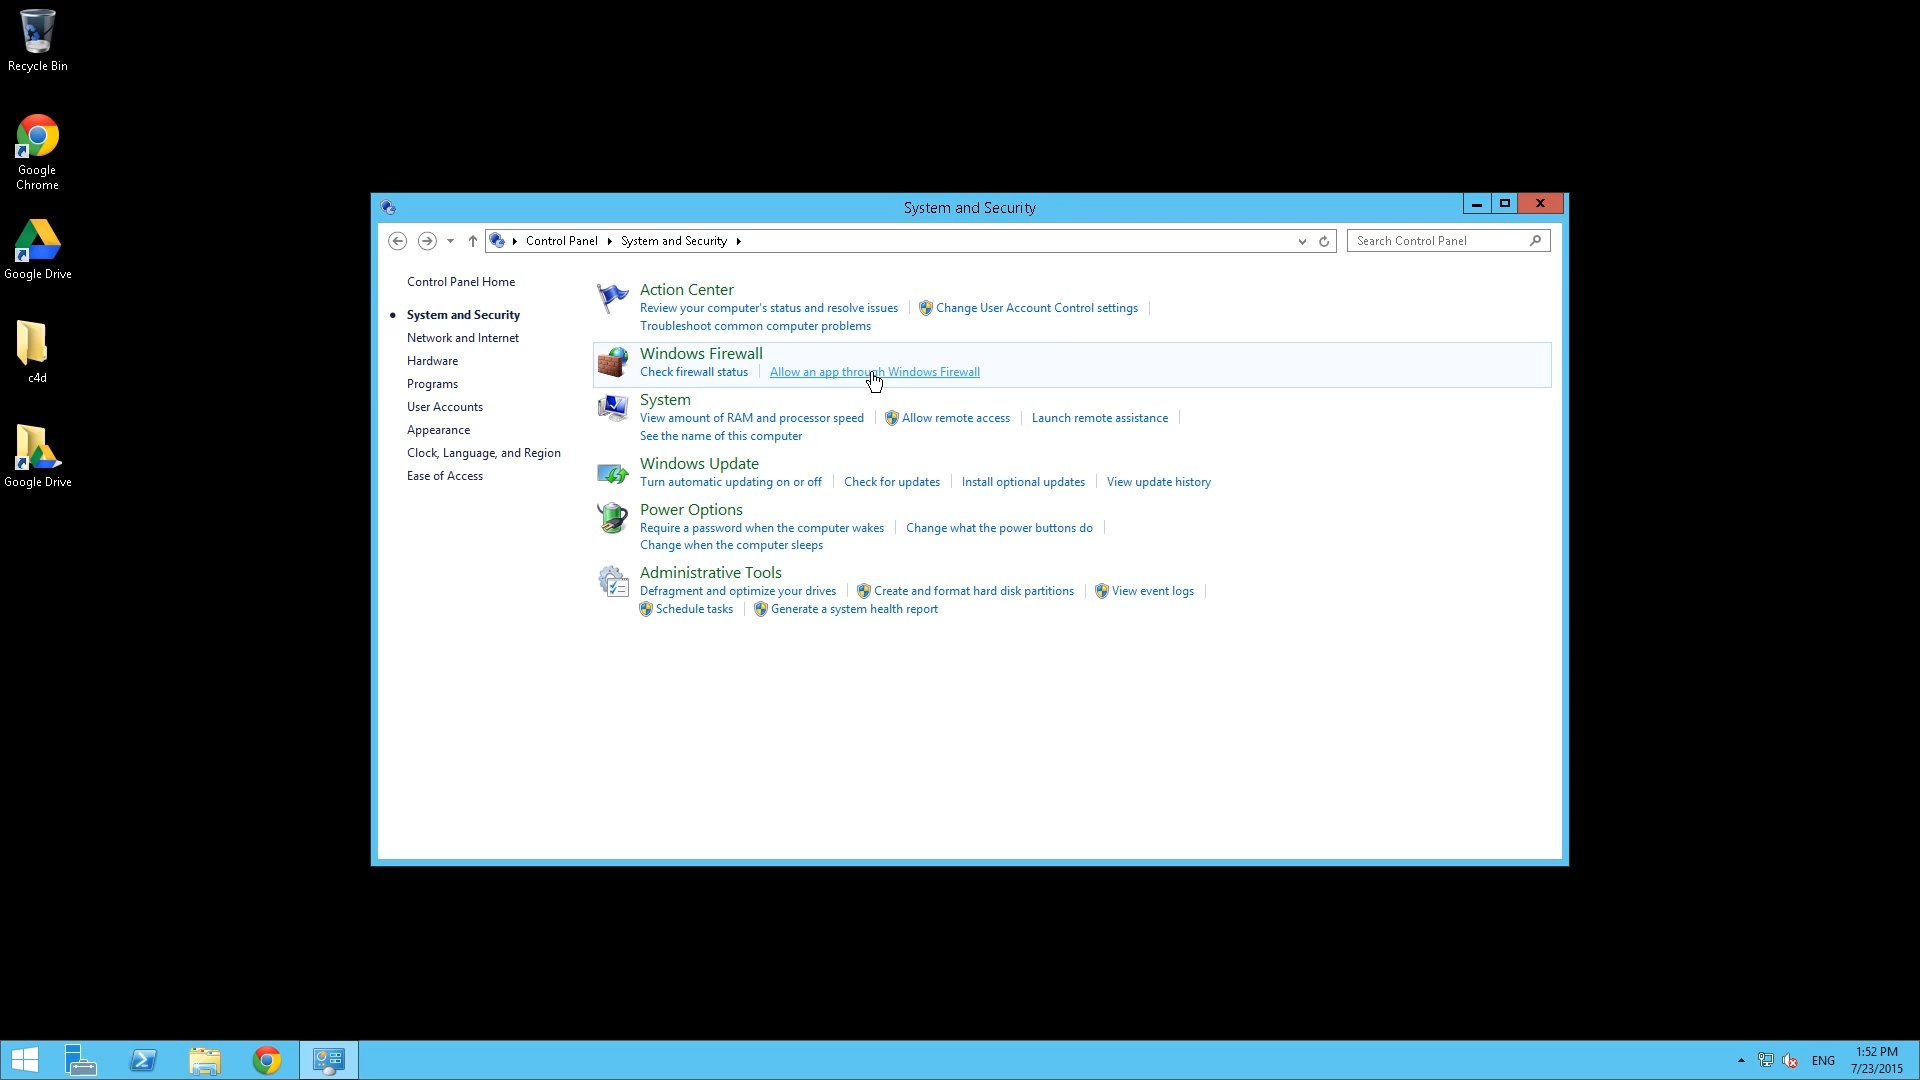 Recycle Bin
Google
Chrome
Google Drive
c4d
Google Drive
System and Security
Control Panel
System and Security
Search Control Panel
Control Panel Home
System and Security
Network and Internet
Hardware
Programs
User Accounts
Appearance
Clock, Language, and Region
Ease of Access
Action Center
Review your computer's status and resolve issues
Change User Account Control settings
Troubleshoot common computer problems
Windows Firewall
Check firewall status
Allow an app through Windows Firewall
System
View amount of RAM and processor speed
Allow remote access
Launch remote assistance
See the name of this computer
Windows Update
Turn automatic updating on or off
Check for updates
Install optional updates
View update history
Power Options
Require a password when the computer wakes
Change what the power buttons do
Change when the computer sleeps
Administrative Tools
Defragment and optimize your drives
Create and format hard disk partitions
View event logs
Schedule tasks
Generate a system health report
ENG
1:52 PM
7/23/2015